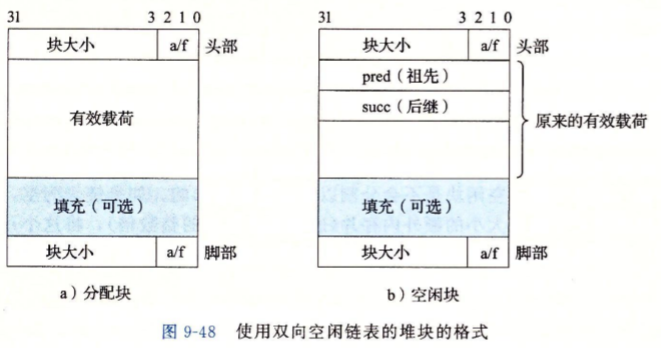 31 3 2 1 0
块大小 a/f 头部
有效载荷
填充（可选）
块大小 a/f 脚部
a）分配块
31 3 2 1 0
块大小 a/f 头部
pred（祖先）
succ（后继）
原来的有效载荷
填充（可选）
块大小 a/f 脚部
b）空闲块
图 9-48 使用双向空闲链表的堆块的格式